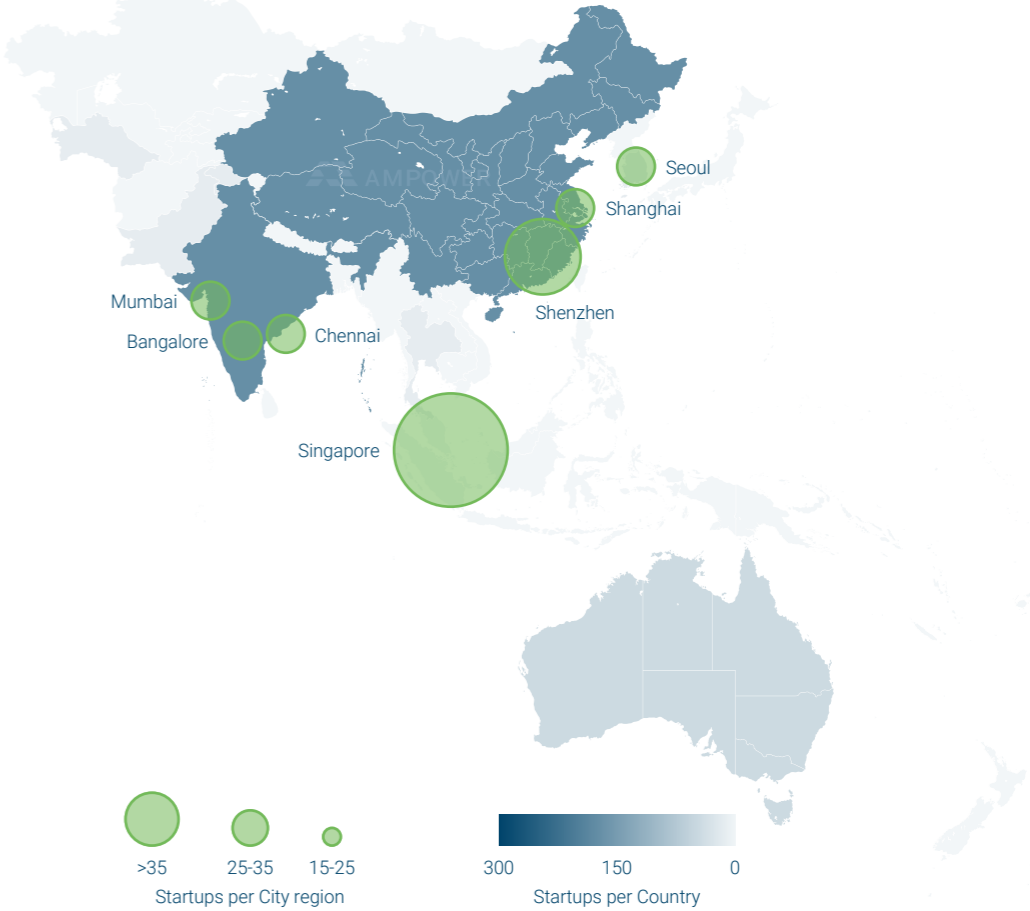 AMPOWER
Seoul
Shanghai
Mumbai
Shenzhen
Bangalore
Chennai
Singapore
>35
25-35
15-25
Startups per City region
300
150
0
Startups per Country